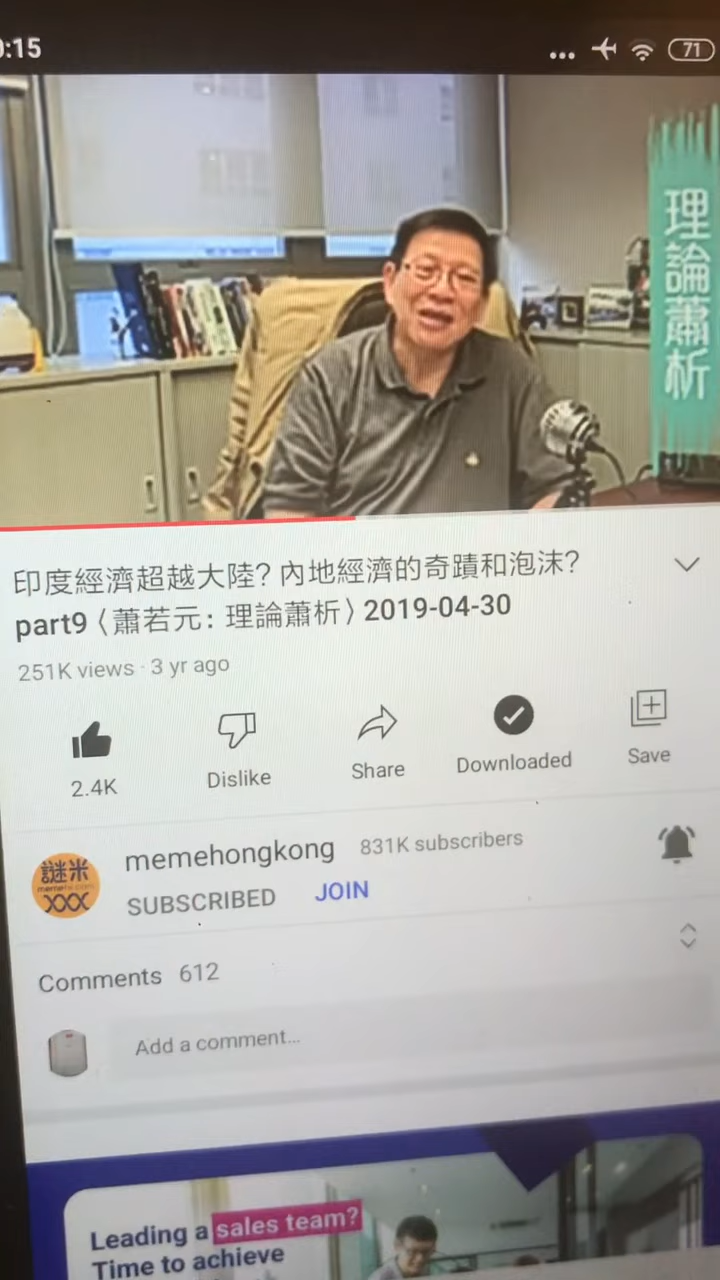 :15
71
理論蕭析
印度經濟超越大陸? 內地經濟的奇蹟和泡沫?
part9〈蕭若元：理論蕭析〉2019-04-30
251K views · 3 yr ago
2.4K
Dislike
Share
Downloaded
Save
謎米
memehongkong 831K subscribers
SUBSCRIBED JOIN
Comments 612
Add a comment...
Leading a sales team?
Time to achieve